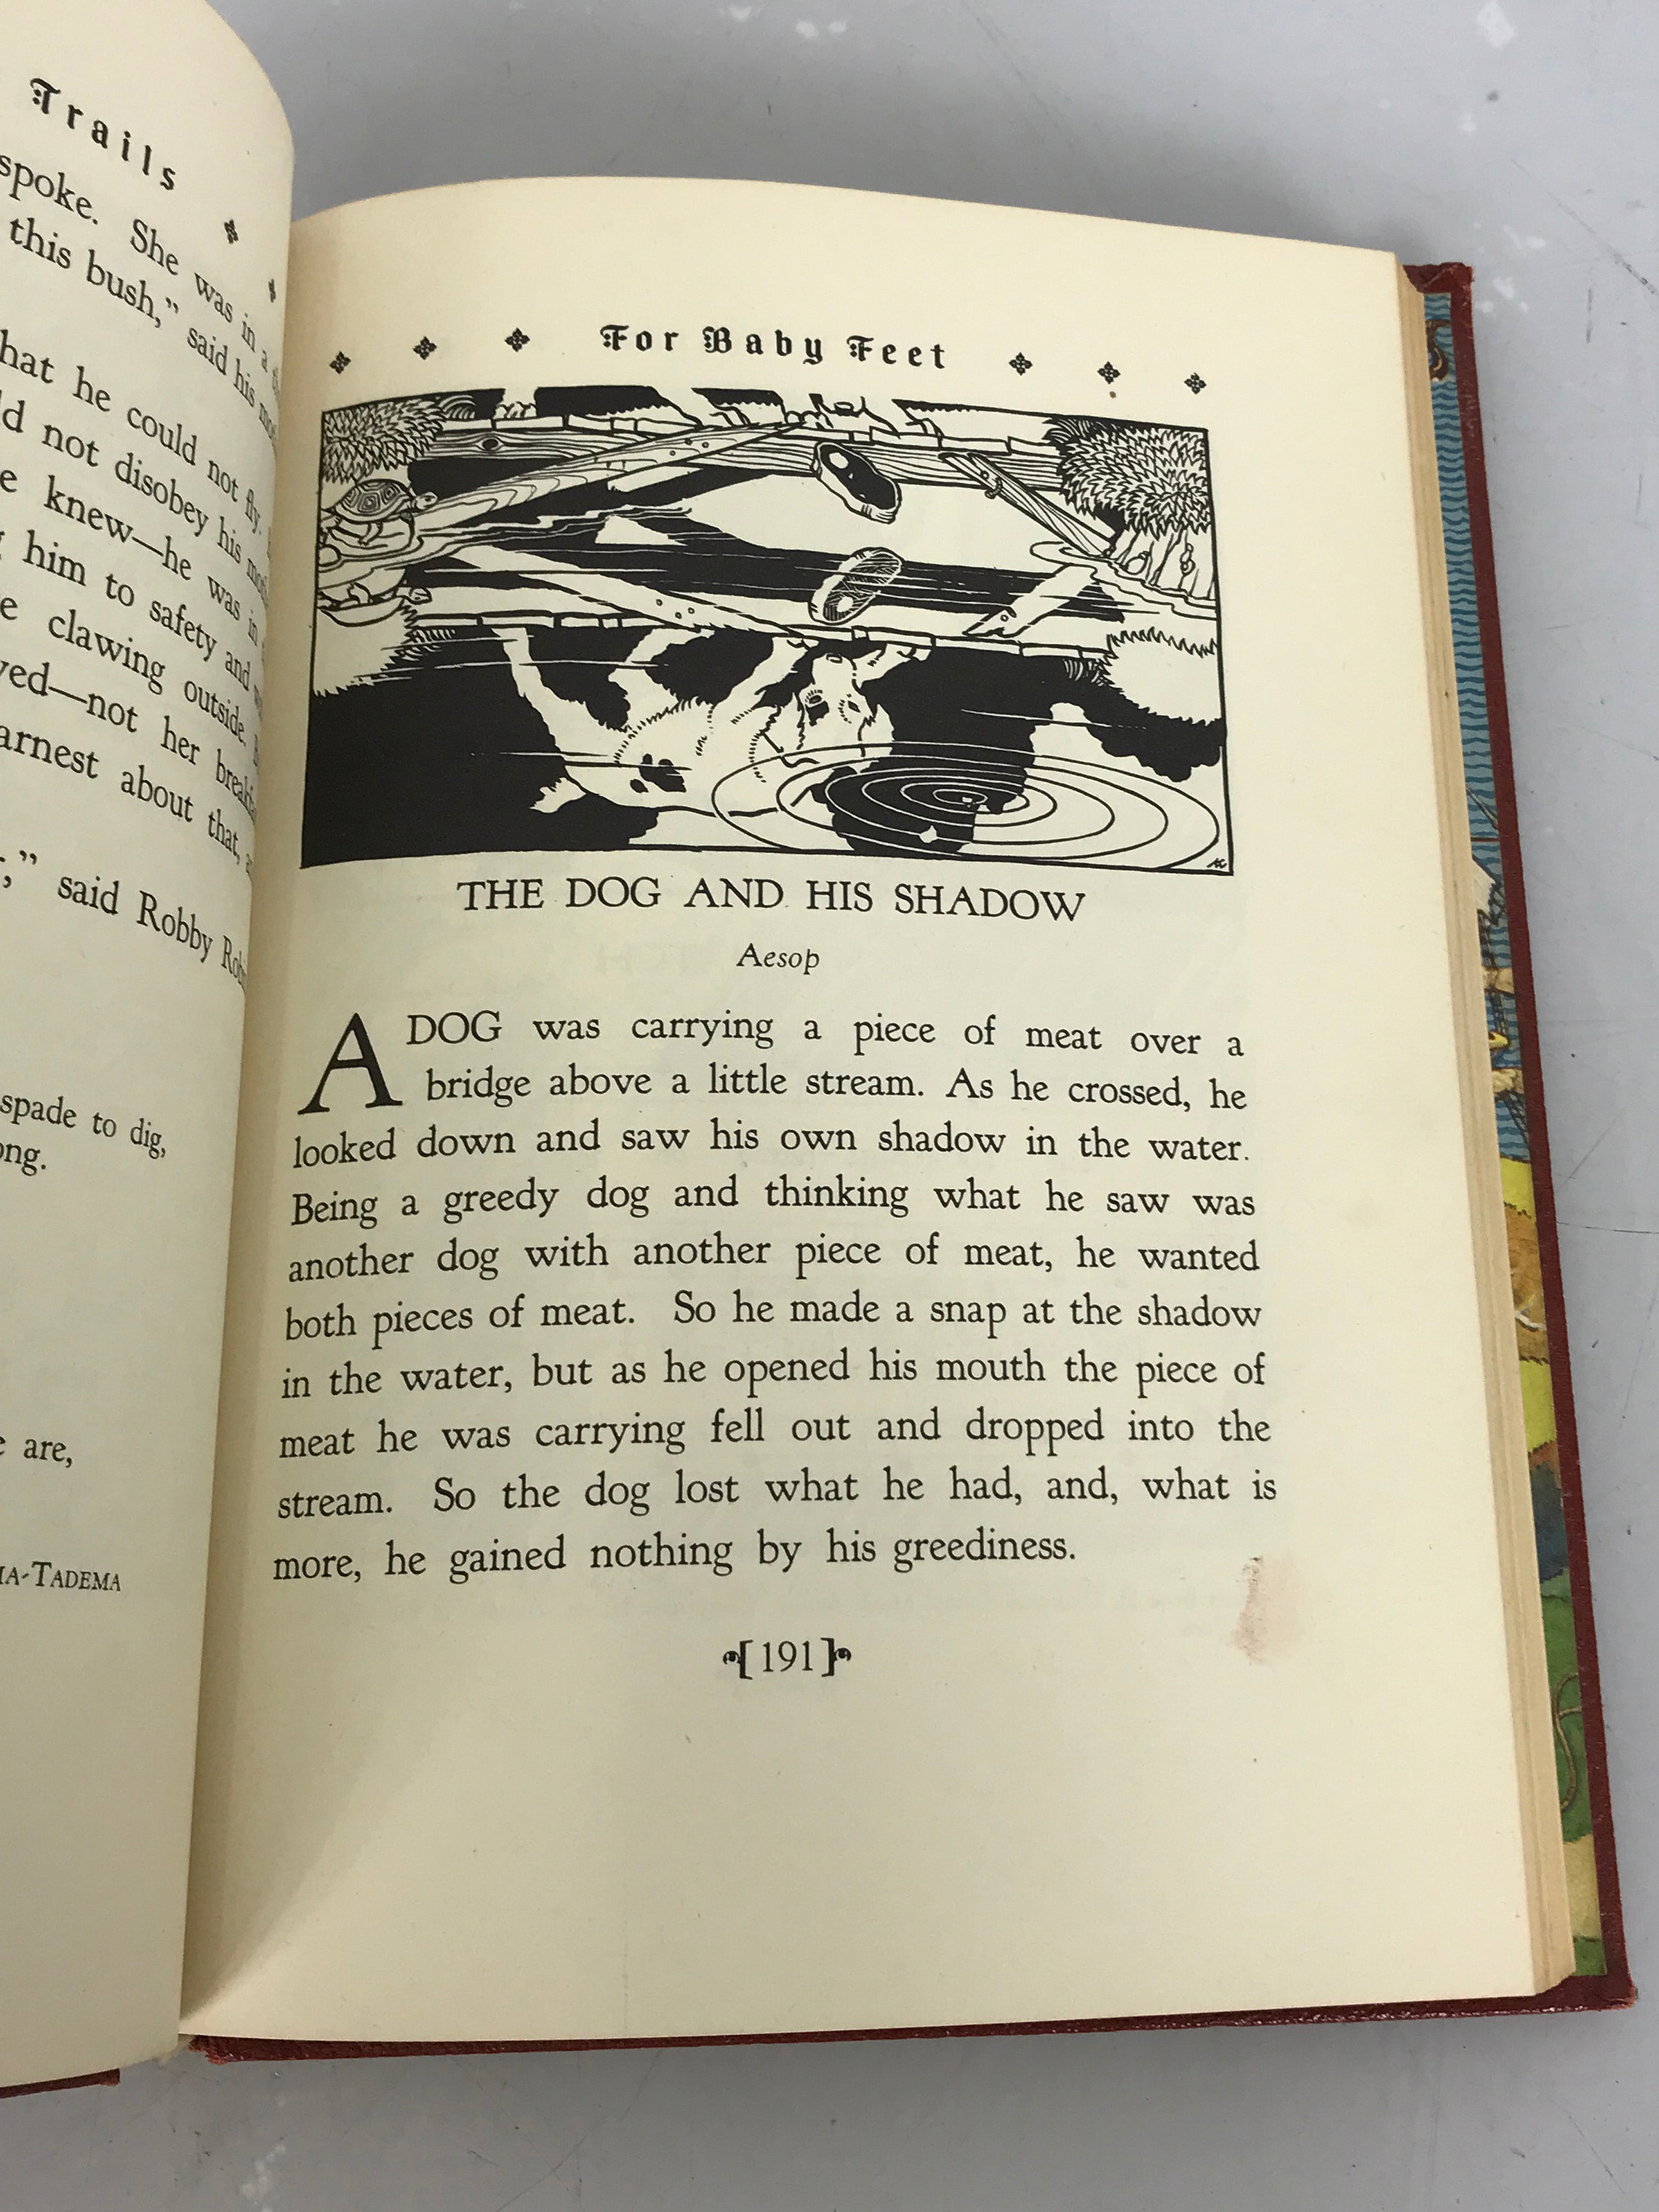 Trails
spoke. She was in a
this bush,” said his
that he could not fly.
not disobey his
knew—he was in
him to safety and
clawing outside.
not her
about that,
said Robby
spade to dig,
are,
TADEMA
For Baby Feet
THE DOG AND HIS SHADOW
Aesop
A DOG was carrying a piece of meat over a
bridge above a little stream. As he crossed, he
looked down and saw his own shadow in the water.
Being a greedy dog and thinking what he saw was
another dog with another piece of meat, he wanted
both pieces of meat. So he made a snap at the shadow
in the water, but as he opened his mouth the piece of
meat he was carrying fell out and dropped into the
stream. So the dog lost what he had, and, what is
more, he gained nothing by his greediness.
[191]